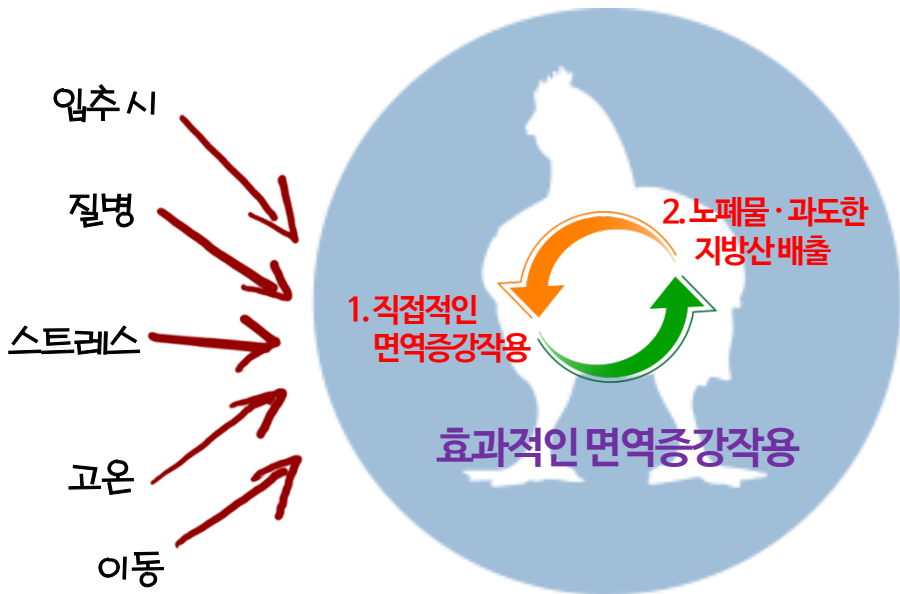 입추 시
질병
스트레스
고온
이동
1. 직접적인
면역증강작용
2. 노폐물 · 과도한
지방산 배출
효과적인 면역증강작용